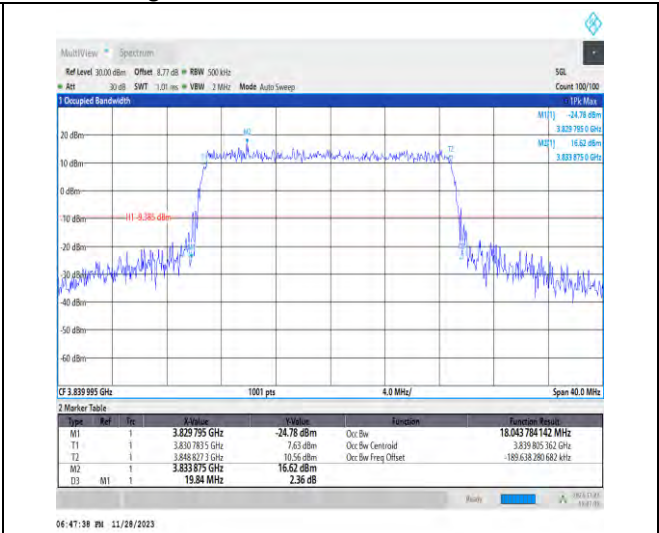 MultiView Spectrum
Ref Level 30.00 dBm Offset 8.77 dB RBW 500 kHz SGL
Att 30 dB SWT 1.01 ms VBW 2 MHz Mode Auto Sweep Count 100/100
1 Occupied Bandwidth 1Pk Max
M1[1] -24.78 dBm
3.829 795 0 GHz
M2[1] 16.62 dBm
3.833 875 0 GHz
20 dBm
10 dBm
0 dBm
-10 dBm
-20 dBm
-30 dBm
-40 dBm
-50 dBm
-60 dBm
M2
T1
T2
H1 -9.385 dBm
CF 3.839 995 GHz 1001 pts 4.0 MHz/ Span 40.0 MHz
2 Marker Table
Type Ref Trc X-Value Y-Value Function Function Result
M1 1 3.829 795 GHz -24.78 dBm Occ Bw 18.043 784 142 MHz
T1 1 3.830 783 5 GHz 7.63 dBm Occ Bw Centroid 3.839 805 362 GHz
T2 1 3.848 827 3 GHz 10.56 dBm Occ Bw Freq Offset -189.638 280 682 kHz
M2 1 3.833 875 GHz 16.62 dBm
D3 M1 1 19.84 MHz 2.36 dB
Ready
06:47:38 PM 11/28/2023